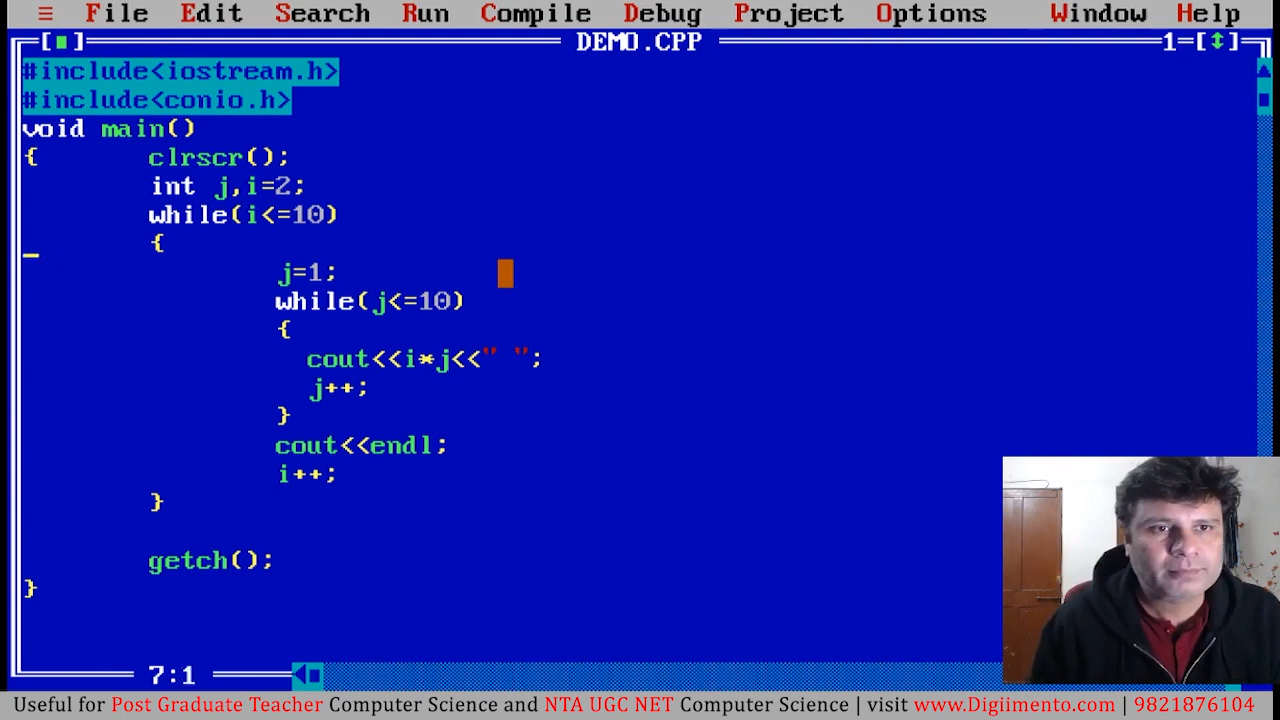 ≡ File Edit Search Run Compile Debug Project Options Window Help
[■] DEMO.CPP 1=[↕]
#include<iostream.h>
#include<conio.h>
void main()
{ clrscr();
int j,i=2;
while(i<=10)
{
j=1;
while(j<=10)
{
cout<<i*j<<" ";
j++;
}
cout<<endl;
i++;
}
getch();
}
7:1
Useful for Post Graduate Teacher Computer Science and NTA UGC NET Computer Science | visit www.Digiimento.com | 9821876104